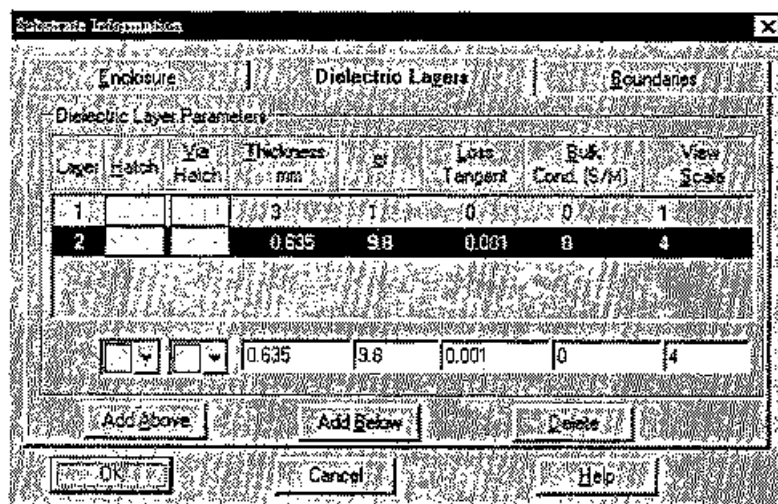 Substrate Information
Enclosure Dielectric Layers Boundaries
Dielectric Layer Parameters
Layer Hatch Via Hatch Thickness mm er Loss Tangent Bulk Cond. (S/M) View Scale
1 3 1 0 0 1
2 0.635 9.8 0.001 0 4
0.635 9.8 0.001 0 4
Add Above Add Below Delete
OK Cancel Help